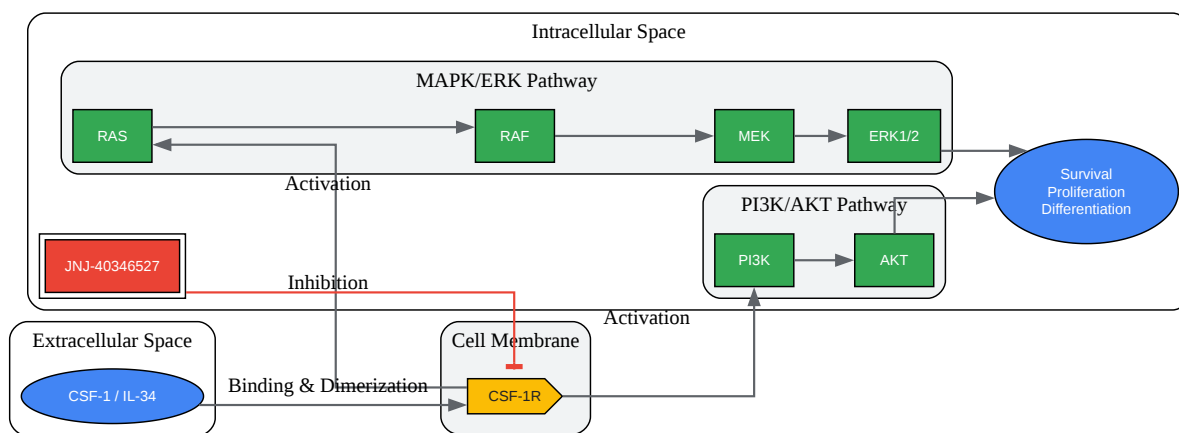 Intracellular Space
MAPK/ERK Pathway
RAS
RAF
MEK
ERK1/2
Activation
Survival
Proliferation
Differentiation
PI3K/AKT Pathway
PI3K
AKT
JNJ-40346527
Inhibition
Activation
Extracellular Space
Cell Membrane
Binding & Dimerization
CSF-1 / IL-34
CSF-1R